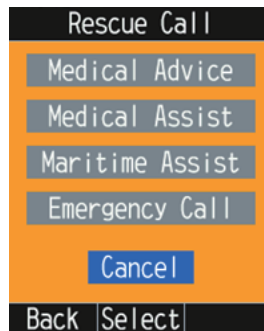 Rescue Call
Medical Advice
Medical Assist
Maritime Assist
Emergency Call
Cancel
Back Select